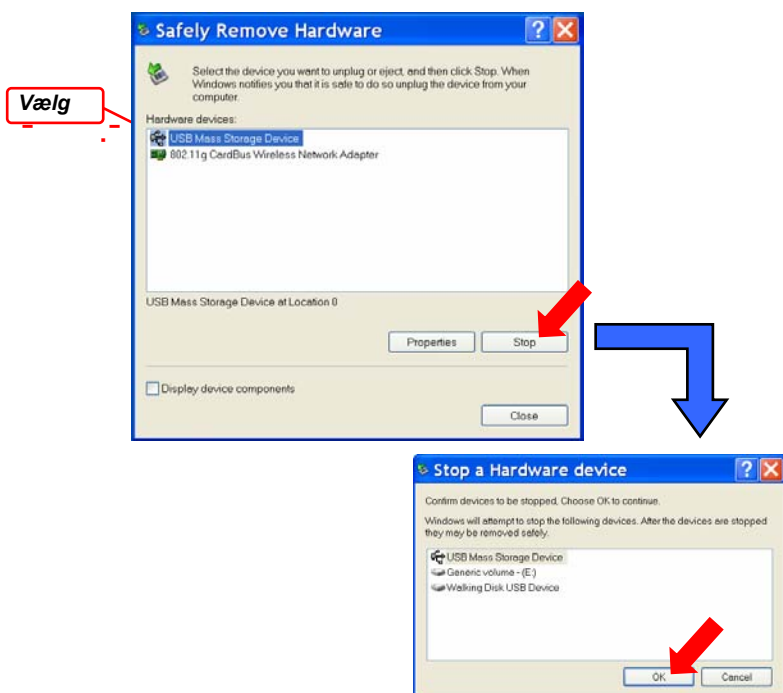 Safely Remove Hardware
Select the device you want to unplug or eject, and then click Stop. When
Windows notifies you that it is safe to do so unplug the device from your
computer.
Vælg
Hardware devices:
USB Mass Storage Device
802.11g CardBus Wireless Network Adapter
USB Mass Storage Device at Location 0
Properties
Stop
Display device components
Close
Stop a Hardware device
Confirm devices to be stopped, Choose OK to continue.
Windows will attempt to stop the following devices. After the devices are stopped
they may be removed safely.
USB Mass Storage Device
Generic volume - (E:)
Walking Disk USB Device
OK
Cancel